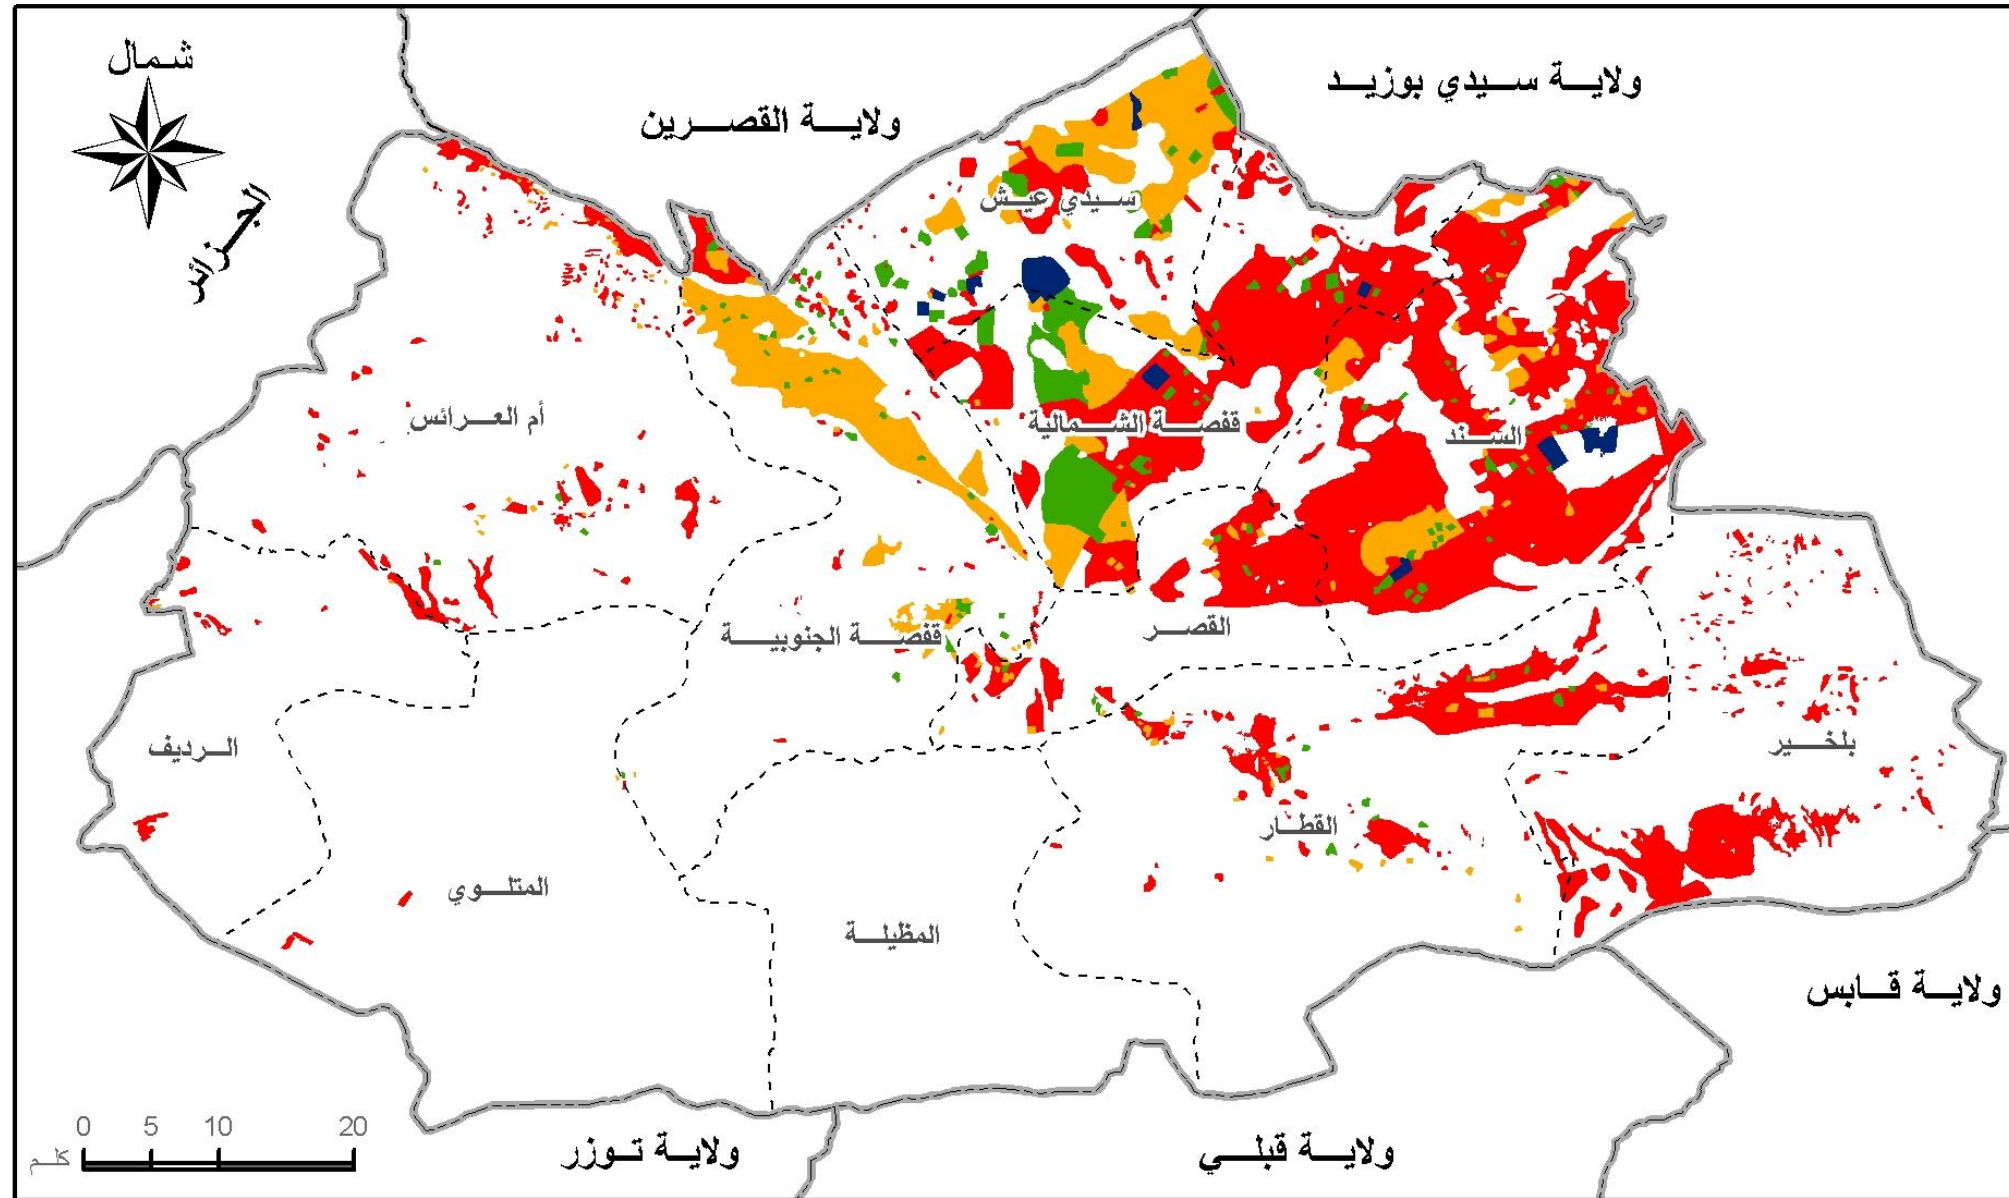 شمال
ولاية سيدي بوزيد
ولاية القصرين
الجزائر
سيدي عيش
أم العرائس
قفصة الشمالية
السند
قفصة الجنوبية
القصر
الرديف
بلخير
القطار
المتلوي
المظيلة
ولاية قابس
0 5 10 20
كلم
ولاية توزر
ولاية قبلي